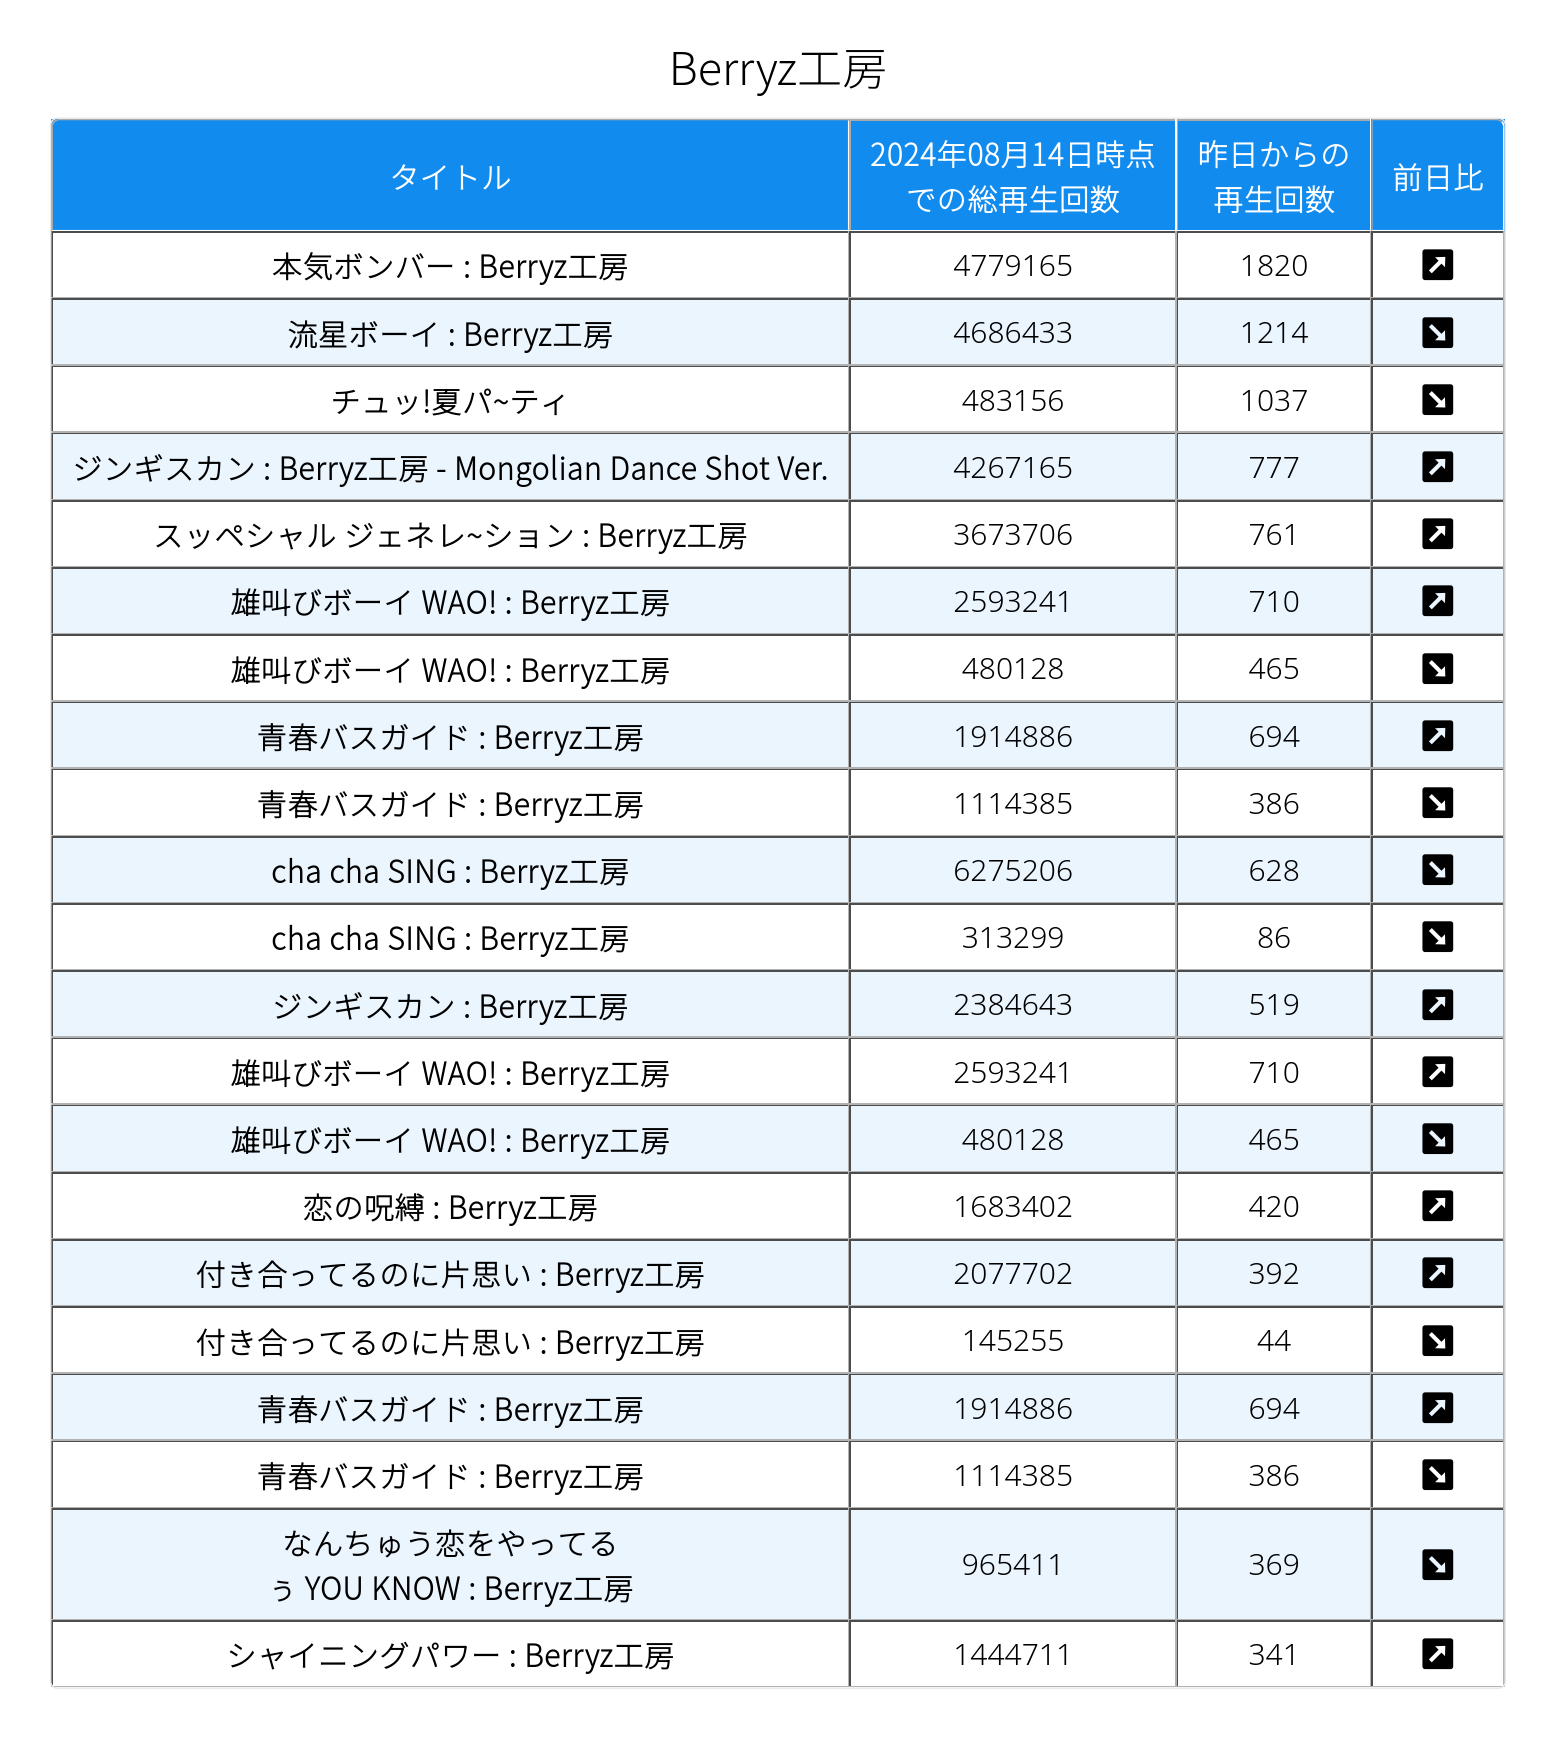 Berryz工房
タイトル
2024年08月14日時点
での総再生回数
昨日からの
再生回数
前日比
本気ボンバー : Berryz工房 4779165 1820
流星ボーイ : Berryz工房 4686433 1214
チュッ!夏パ~ティ 483156 1037
ジンギスカン : Berryz工房 - Mongolian Dance Shot Ver. 4267165 777
スッペシャル ジェネレ~ション : Berryz工房 3673706 761
雄叫びボーイ WAO! : Berryz工房 2593241 710
雄叫びボーイ WAO! : Berryz工房 480128 465
青春バスガイド : Berryz工房 1914886 694
青春バスガイド : Berryz工房 1114385 386
cha cha SING : Berryz工房 6275206 628
cha cha SING : Berryz工房 313299 86
ジンギスカン : Berryz工房 2384643 519
雄叫びボーイ WAO! : Berryz工房 2593241 710
雄叫びボーイ WAO! : Berryz工房 480128 465
恋の呪縛 : Berryz工房 1683402 420
付き合ってるのに片思い : Berryz工房 2077702 392
付き合ってるのに片思い : Berryz工房 145255 44
青春バスガイド : Berryz工房 1914886 694
青春バスガイド : Berryz工房 1114385 386
なんちゅう恋をやってる
ぅ YOU KNOW : Berryz工房 965411 369
シャイニングパワー : Berryz工房 1444711 341